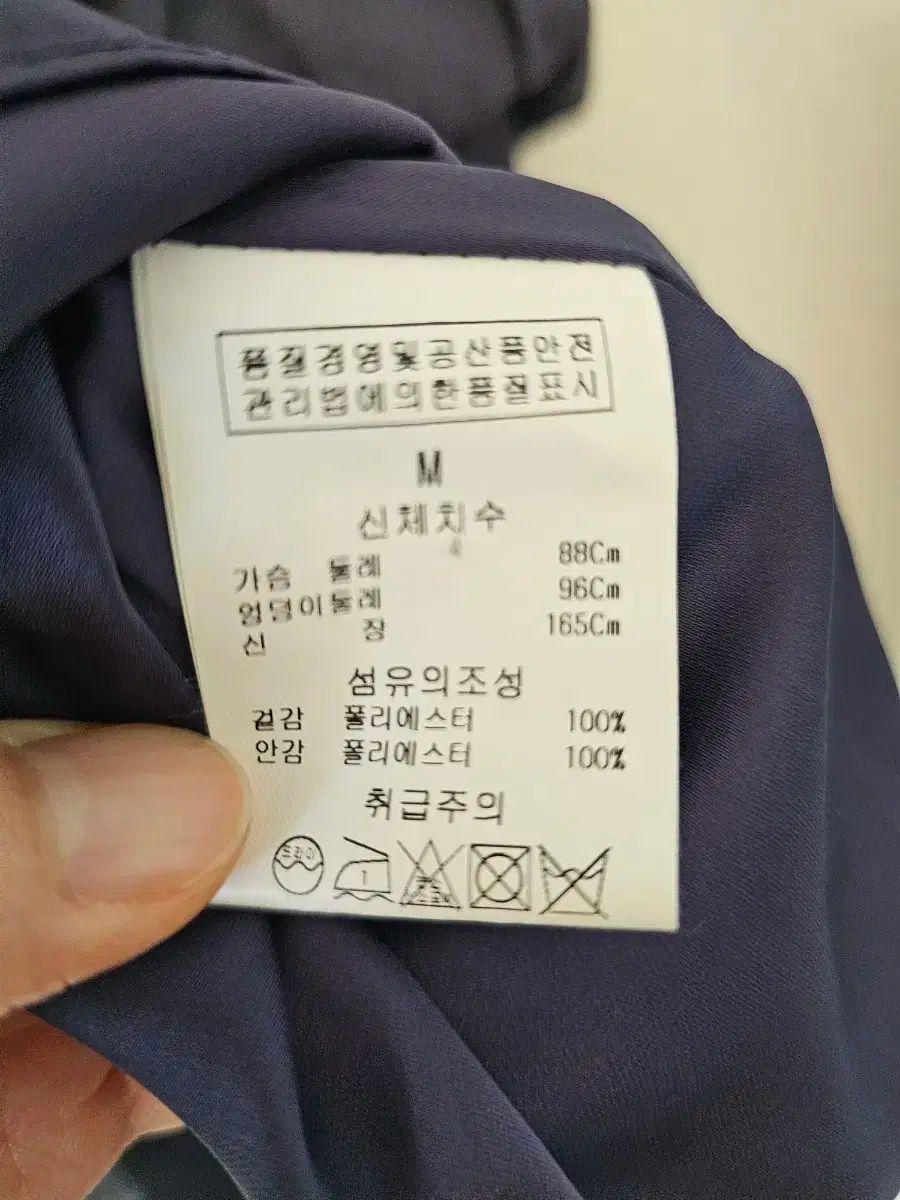 품질경영및공산품안전
관리법에의한품질표시
M
신체치수
가슴 둘레 88Cm
엉덩이둘레 96Cm
신 장 165Cm
섬유의조성
겉감 폴리에스터 100%
안감 폴리에스터 100%
취급주의
드라이